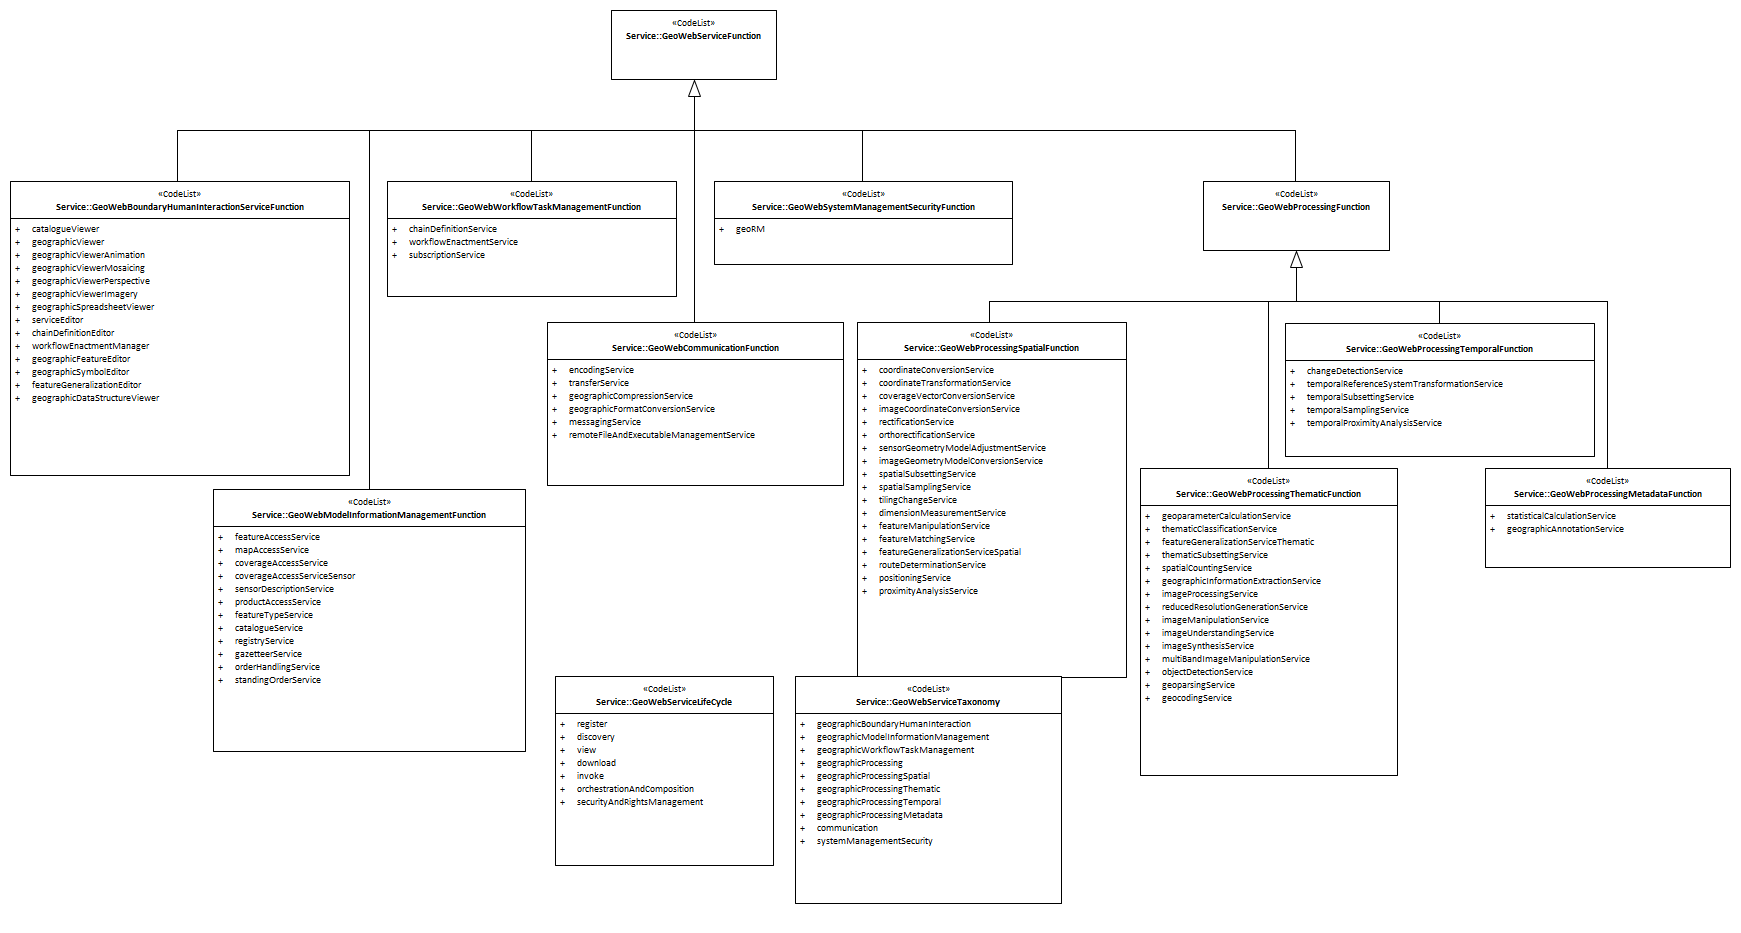 «CodeList»
Service::GeoWebServiceFunction
«CodeList»
Service::GeoWebBoundaryHumanInteractionServiceFunction
+ catalogueViewer
+ geographicViewer
+ geographicViewerAnimation
+ geographicViewerMosaicing
+ geographicViewerPerspective
+ geographicViewerImagery
+ geographicSpreadsheetViewer
+ serviceEditor
+ chainDefinitionEditor
+ workflowEnactmentManager
+ geographicFeatureEditor
+ geographicSymbolEditor
+ featureGeneralizationEditor
+ geographicDataStructureViewer
«CodeList»
Service::GeoWebWorkflowTaskManagementFunction
+ chainDefinitionService
+ workflowEnactmentService
+ subscriptionService
«CodeList»
Service::GeoWebSystemManagementSecurityFunction
+ geoRM
«CodeList»
Service::GeoWebProcessingFunction
«CodeList»
Service::GeoWebCommunicationFunction
+ encodingService
+ transferService
+ geographicCompressionService
+ geographicFormatConversionService
+ messagingService
+ remoteFileAndExecutableManagementService
«CodeList»
Service::GeoWebProcessingSpatialFunction
+ coordinateConversionService
+ coordinateTransformationService
+ coverageVectorConversionService
+ imageCoordinateConversionService
+ rectificationService
+ orthorectificationService
+ sensorGeometryModelAdjustmentService
+ imageGeometryModelConversionService
+ spatialSubsettingService
+ spatialSamplingService
+ tilingChangeService
+ dimensionMeasurementService
+ featureManipulationService
+ featureMatchingService
+ featureGeneralizationServiceSpatial
+ routeDeterminationService
+ positioningService
+ proximityAnalysisService
«CodeList»
Service::GeoWebProcessingTemporalFunction
+ changeDetectionService
+ temporalReferenceSystemTransformationService
+ temporalSubsettingService
+ temporalSamplingService
+ temporalProximityAnalysisService
«CodeList»
Service::GeoWebProcessingThematicFunction
+ geoparameterCalculationService
+ thematicClassificationService
+ featureGeneralizationServiceThematic
+ thematicSubsettingService
+ spatialCountingService
+ geographicInformationExtractionService
+ imageProcessingService
+ reducedResolutionGenerationService
+ imageManipulationService
+ imageUnderstandingService
+ imageSynthesisService
+ multiBandImageManipulationService
+ objectDetectionService
+ geoparsingService
+ geocodingService
«CodeList»
Service::GeoWebProcessingMetadataFunction
+ statisticalCalculationService
+ geographicAnnotationService
«CodeList»
Service::GeoWebModelInformationManagementFunction
+ featureAccessService
+ mapAccessService
+ coverageAccessService
+ coverageAccessServiceSensor
+ sensorDescriptionService
+ productAccessService
+ featureTypeService
+ catalogueService
+ registryService
+ gazetteerService
+ orderHandlingService
+ standingOrderService
«CodeList»
Service::GeoWebServiceLifeCycle
+ register
+ discovery
+ view
+ download
+ invoke
+ orchestrationAndComposition
+ securityAndRightsManagement
«CodeList»
Service::GeoWebServiceTaxonomy
+ geographicBoundaryHumanInteraction
+ geographicModelInformationManagement
+ geographicWorkflowTaskManagement
+ geographicProcessing
+ geographicProcessingSpatial
+ geographicProcessingThematic
+ geographicProcessingTemporal
+ geographicProcessingMetadata
+ communication
+ systemManagementSecurity